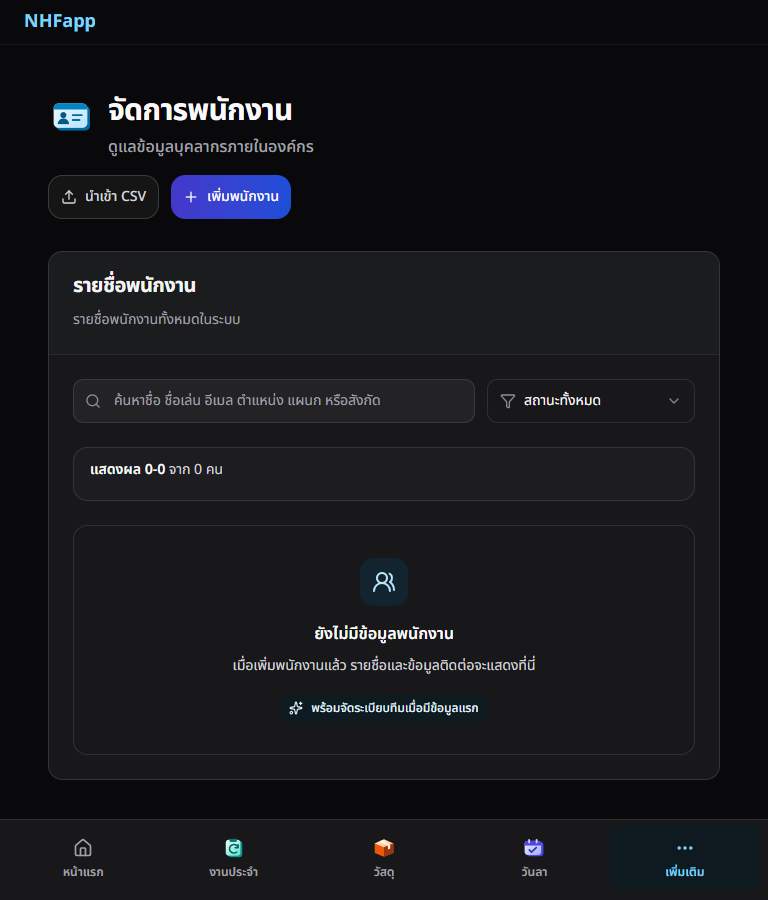 NHFapp
จัดการพนักงาน
ดูแลข้อมูลบุคลากรภายในองค์กร
นำเข้า CSV
เพิ่มพนักงาน
รายชื่อพนักงาน
รายชื่อพนักงานทั้งหมดในระบบ
ค้นหาชื่อ ชื่อเล่น อีเมล ตำแหน่ง แผนก หรือสังกัด
สถานะทั้งหมด
แสดงผล 0-0 จาก 0 คน
ยังไม่มีข้อมูลพนักงาน
เมื่อเพิ่มพนักงานแล้ว รายชื่อและข้อมูลติดต่อจะแสดงที่นี่
พร้อมจัดระเบียบทีมเมื่อมีข้อมูลแรก
หน้าแรก
งานประจำ
วัสดุ
วันลา
เพิ่มเติม